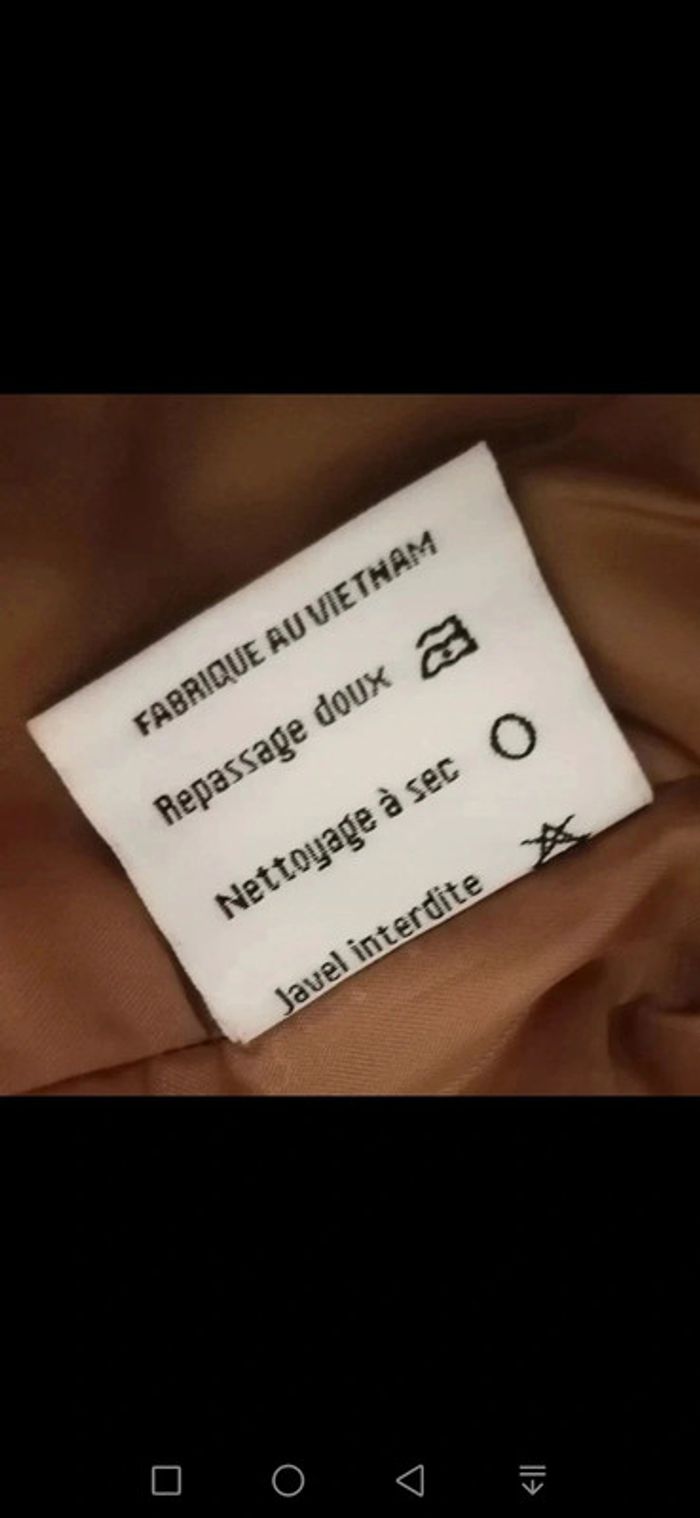 FABRIQUE AU VIETNAM
Repassage doux
Nettoyage à sec
Javel interdite